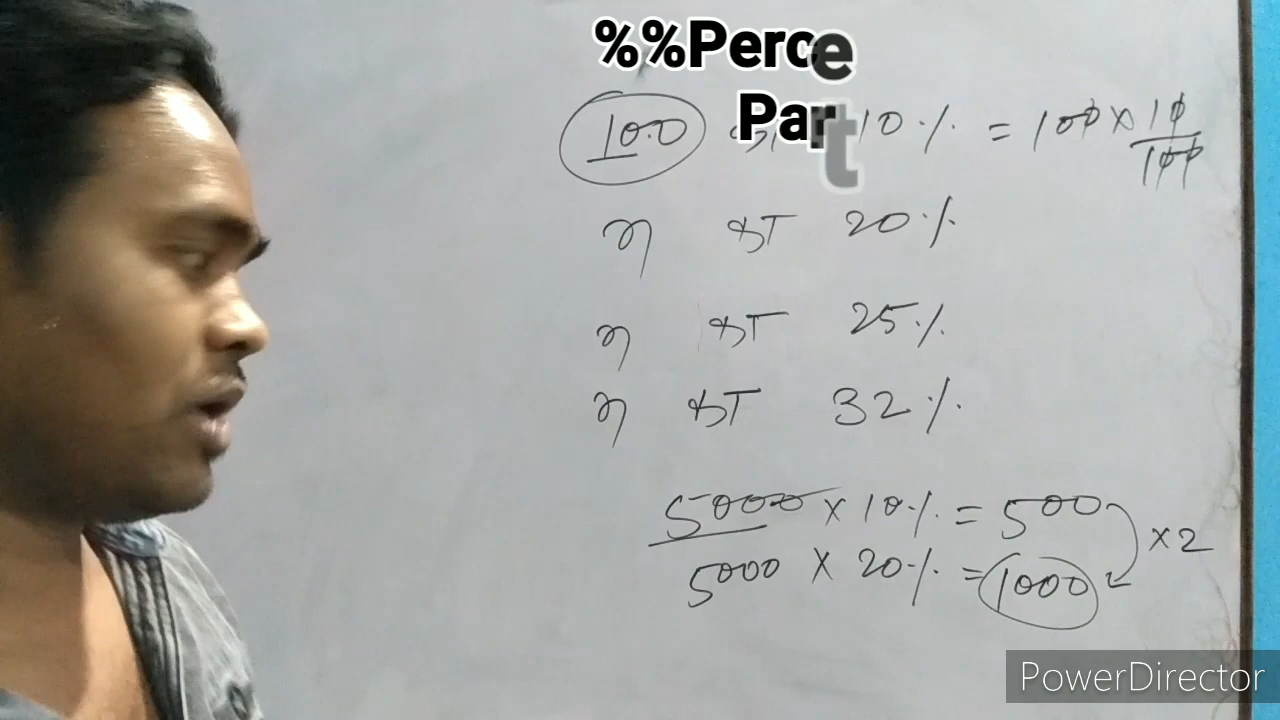 %%Perce
Part
100 का 10% = 100 × 10/100
η का 20%
η का 25%
η का 32%
5000 × 10% = 500
× 2
5000 × 20% = 1000
PowerDirector